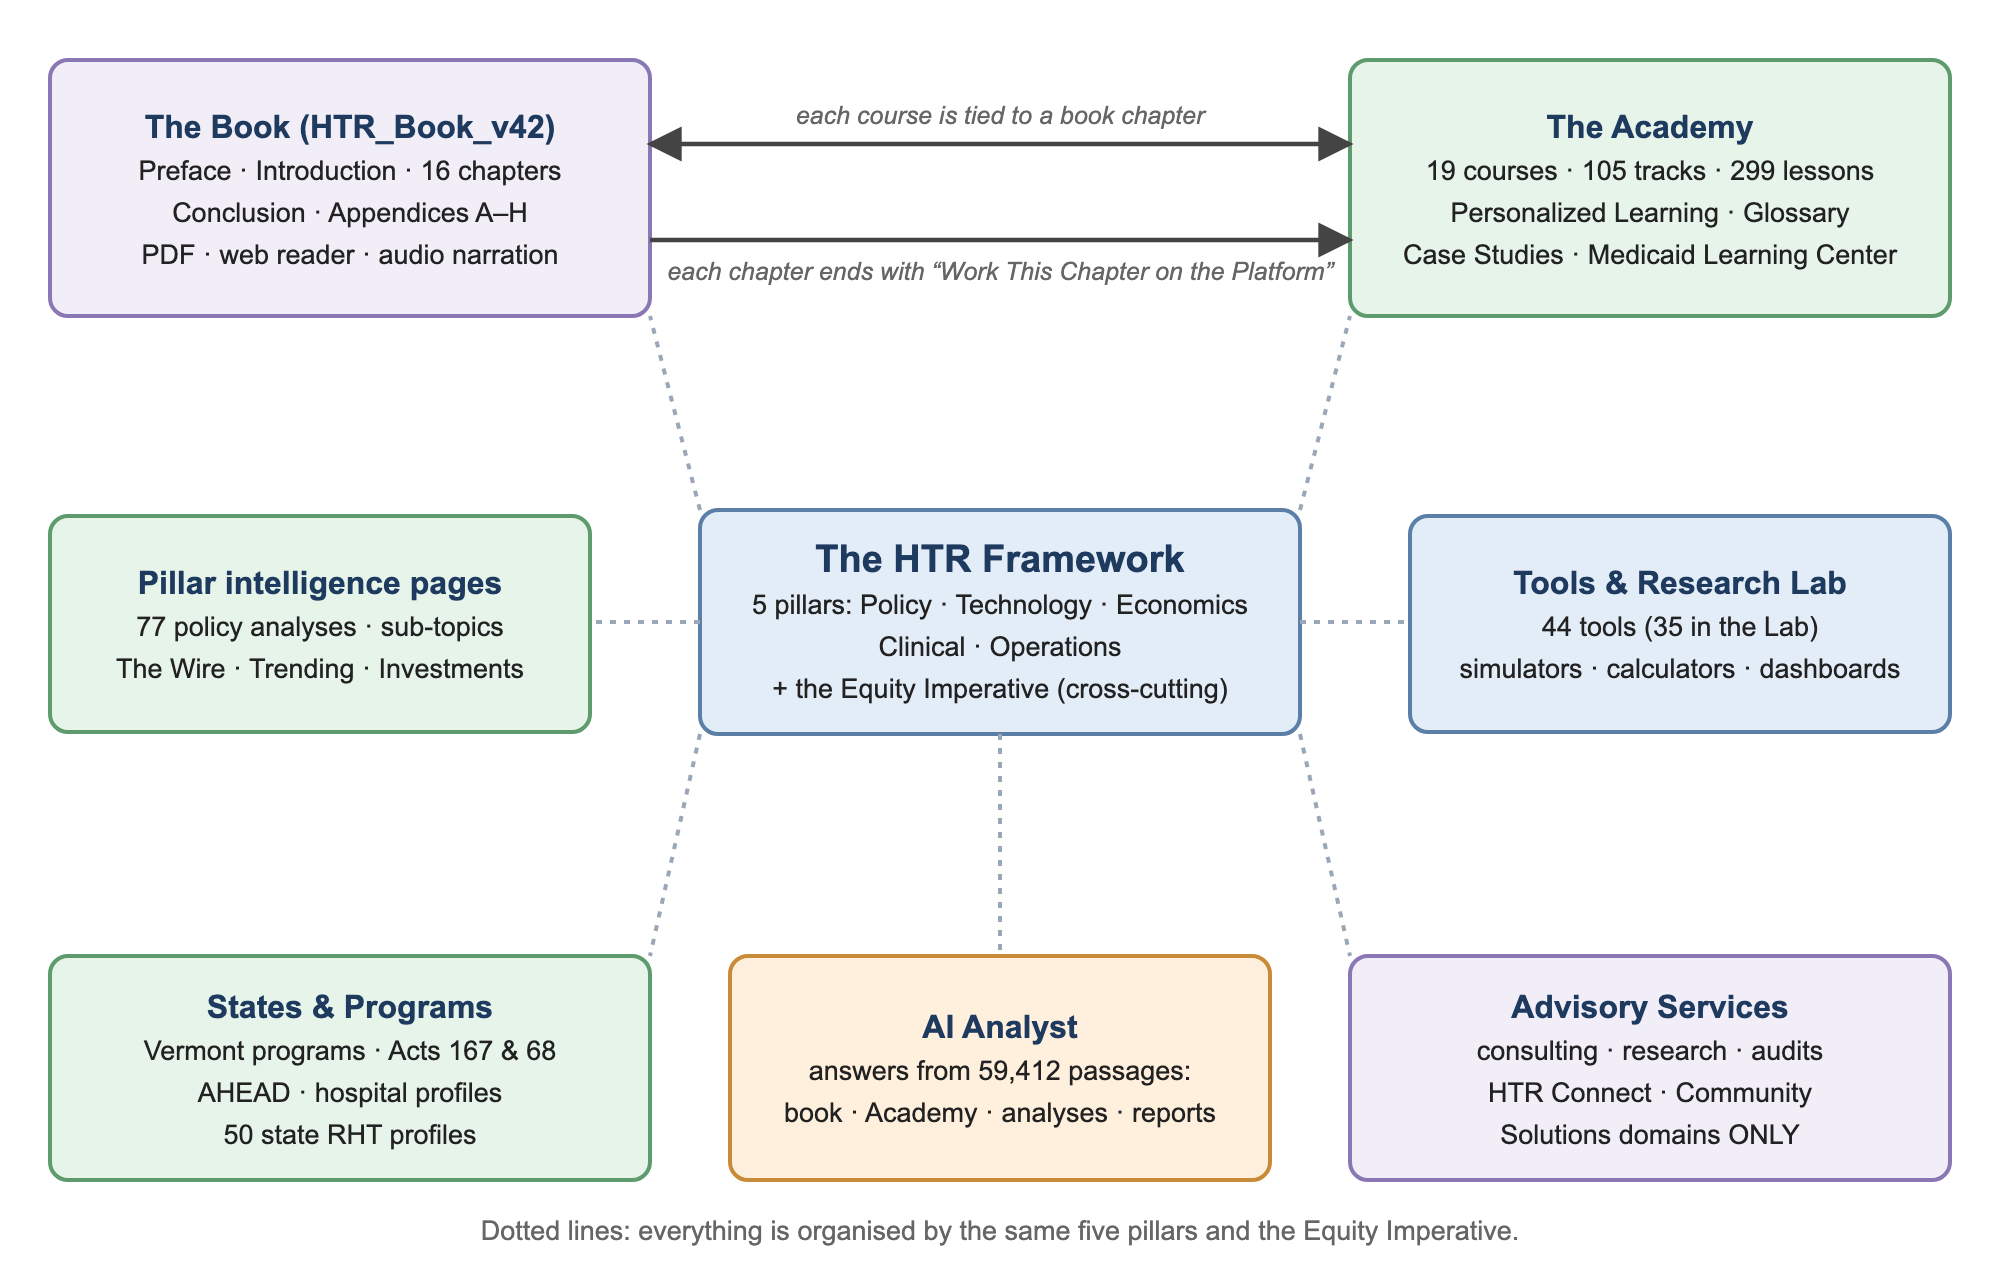 The Book (HTR_Book_v42)
Preface · Introduction · 16 chapters
Conclusion · Appendices A–H
PDF · web reader · audio narration
each course is tied to a book chapter
each chapter ends with “Work This Chapter on the Platform”
The Academy
19 courses · 105 tracks · 299 lessons
Personalized Learning · Glossary
Case Studies · Medicaid Learning Center
Pillar intelligence pages
77 policy analyses · sub-topics
The Wire · Trending · Investments
The HTR Framework
5 pillars: Policy · Technology · Economics
Clinical · Operations
+ the Equity Imperative (cross-cutting)
Tools & Research Lab
44 tools (35 in the Lab)
simulators · calculators · dashboards
States & Programs
Vermont programs · Acts 167 & 68
AHEAD · hospital profiles
50 state RHT profiles
AI Analyst
answers from 59,412 passages:
book · Academy · analyses · reports
Advisory Services
consulting · research · audits
HTR Connect · Community
Solutions domains ONLY
Dotted lines: everything is organised by the same five pillars and the Equity Imperative.